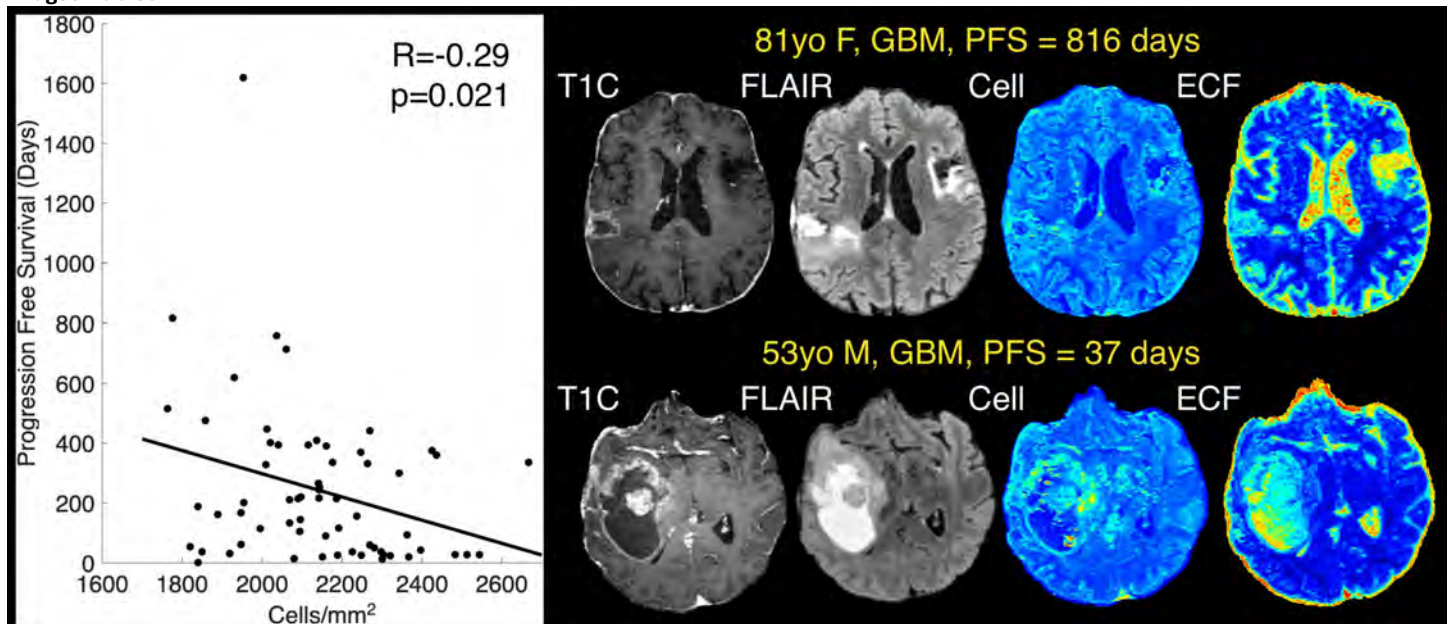 1800
1600
1400
1200
1000
800
600
400
200
0
Progression Free Survival (Days)
R=-0.29
p=0.021
1600 1800 2000 2200 2400 2600
Cells/mm²
81yo F, GBM, PFS = 816 days
T1C FLAIR Cell ECF
53yo M, GBM, PFS = 37 days
T1C FLAIR Cell ECF